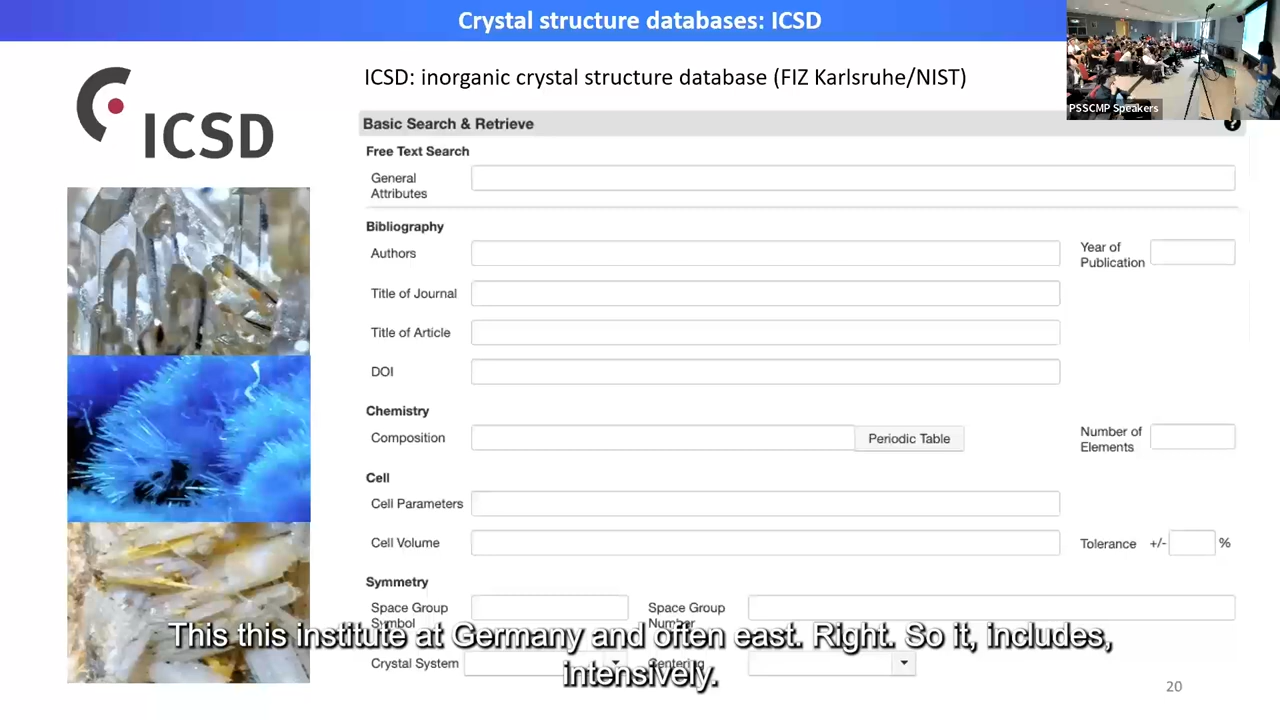 Crystal structure databases: ICSD
PSSCMP Speakers
ICSD
ICSD: inorganic crystal structure database (FIZ Karlsruhe/NIST)
Basic Search & Retrieve
?
Free Text Search
General
Attributes
Bibliography
Authors
Year of
Publication
Title of Journal
Title of Article
DOI
Chemistry
Composition
Periodic Table
Number of
Elements
Cell
Cell Parameters
Cell Volume
Tolerance +/- %
Symmetry
Space Group
Symbol
Space Group
Number
Crystal System
Centering
This this institute at Germany and often east. Right. So it, includes,
intensively.
20